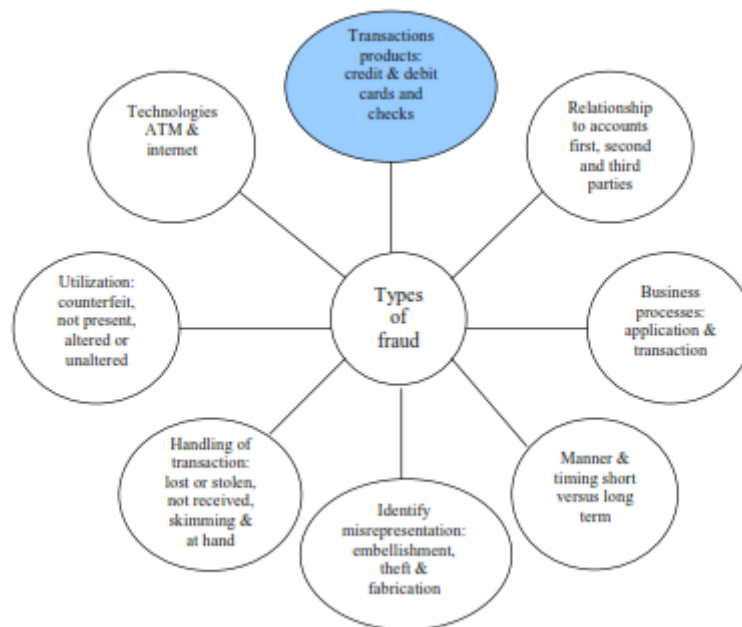 Transactions
products:
credit & debit
cards and
checks
Technologies
ATM &
internet
Relationship
to accounts
first, second
and third
parties
Utilization:
counterfeit,
not present,
altered or
unaltered
Types
of
fraud
Business
processes:
application &
transaction
Handling of
transaction:
lost or stolen,
not received,
skimming &
at hand
Identify
misrepresentation:
embellishment,
theft &
fabrication
Manner &
timing short
versus long
term